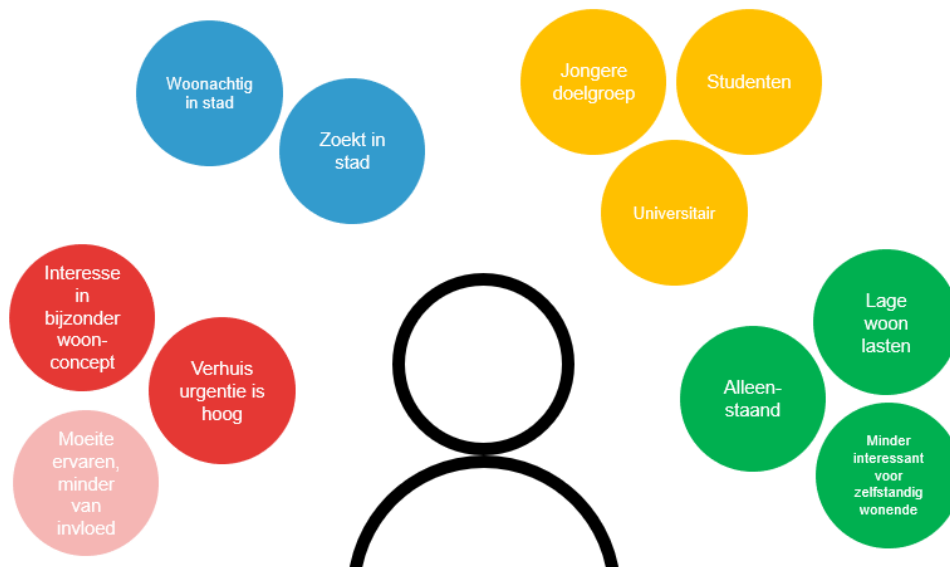 Woonachtig
in stad
Zoekt in
stad
Jongere
doelgroep
Studenten
Universitair
Interesse
in
bijzonder
woon-
concept
Verhuis
urgentie is
hoog
Moeite
ervaren,
minder
van
invloed
Lage
woon
lasten
Alleen-
staand
Minder
interessant
voor
zelfstandig
wonende